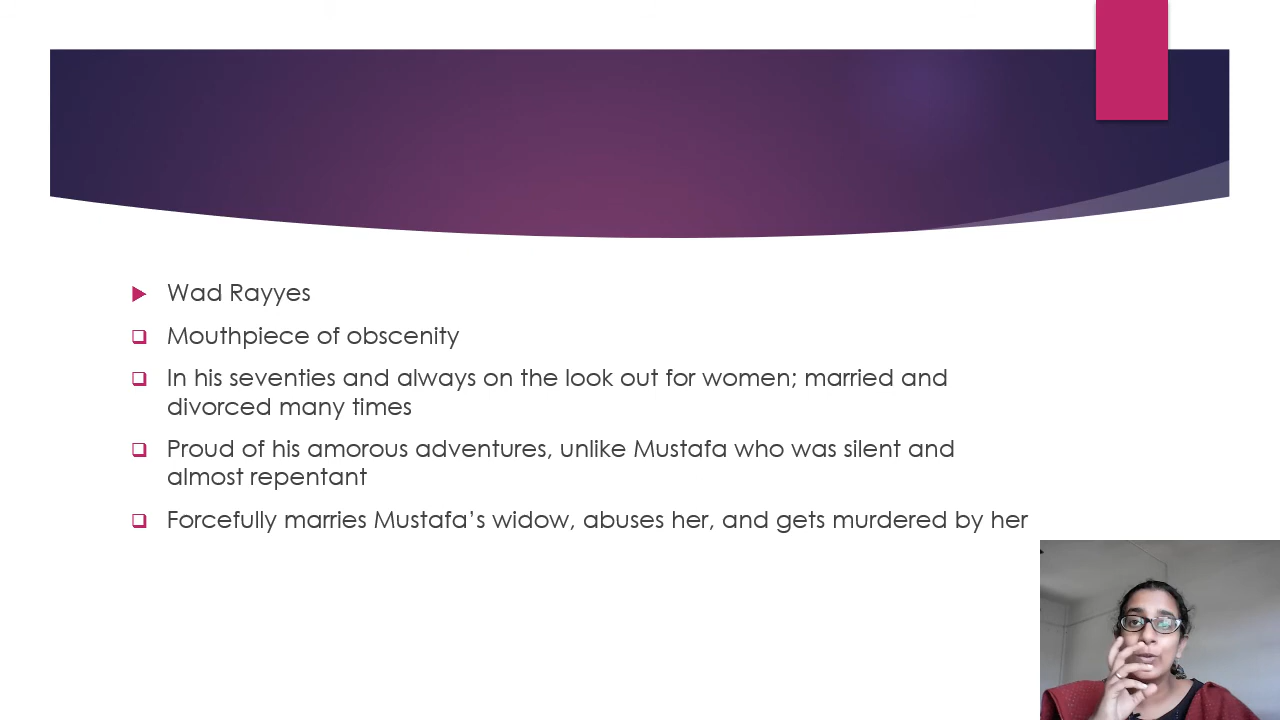 Wad Rayyes
Mouthpiece of obscenity
In his seventies and always on the look out for women; married and
divorced many times
Proud of his amorous adventures, unlike Mustafa who was silent and
almost repentant
Forcefully marries Mustafa’s widow, abuses her, and gets murdered by her